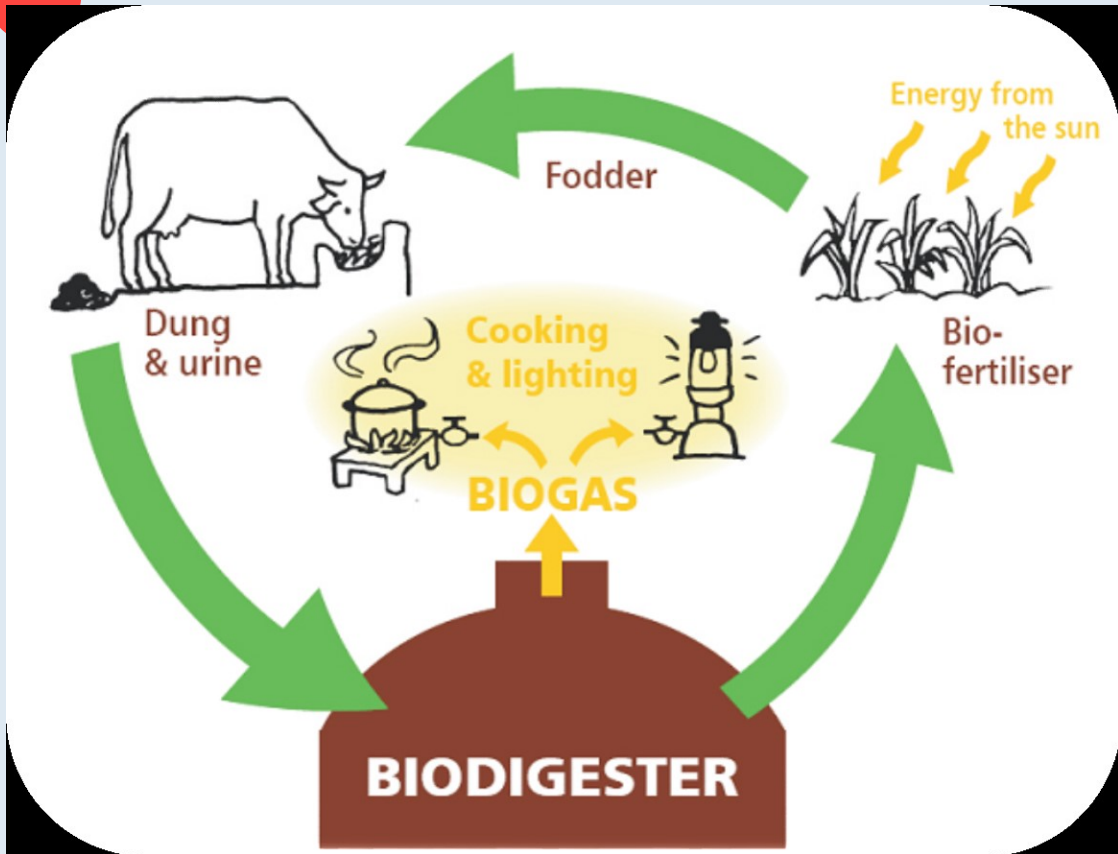 Energy from
the sun
Fodder
Dung
& urine
Cooking
& lighting
Bio-
fertiliser
BIOGAS
BIODIGESTER